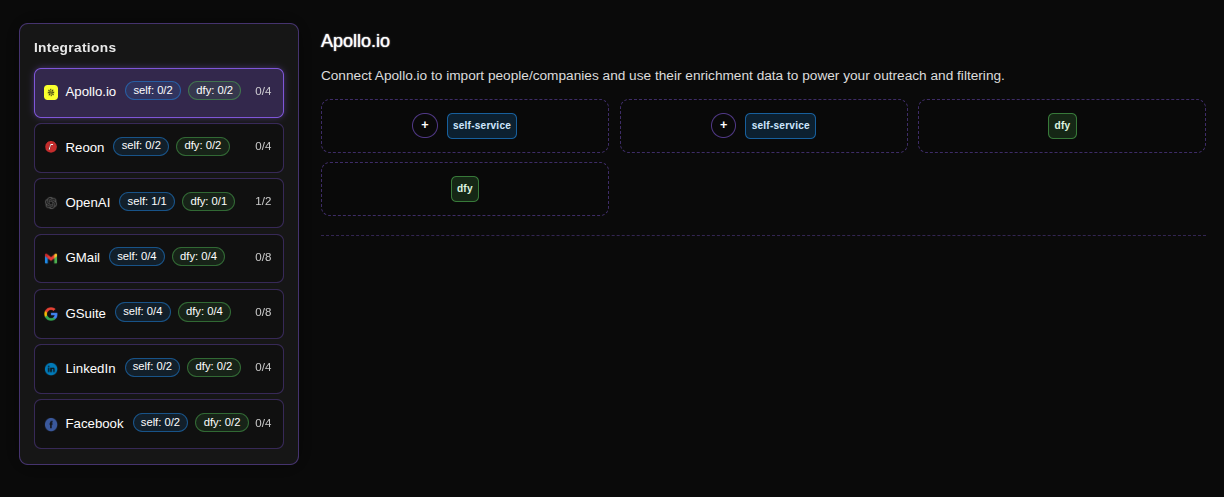 Integrations
Apollo.io self: 0/2 dfy: 0/2 0/4
Reoon self: 0/2 dfy: 0/2 0/4
OpenAI self: 1/1 dfy: 0/1 1/2
GMail self: 0/4 dfy: 0/4 0/8
GSuite self: 0/4 dfy: 0/4 0/8
LinkedIn self: 0/2 dfy: 0/2 0/4
Facebook self: 0/2 dfy: 0/2 0/4
Apollo.io
Connect Apollo.io to import people/companies and use their enrichment data to power your outreach and filtering.
+ self-service + self-service dfy
dfy